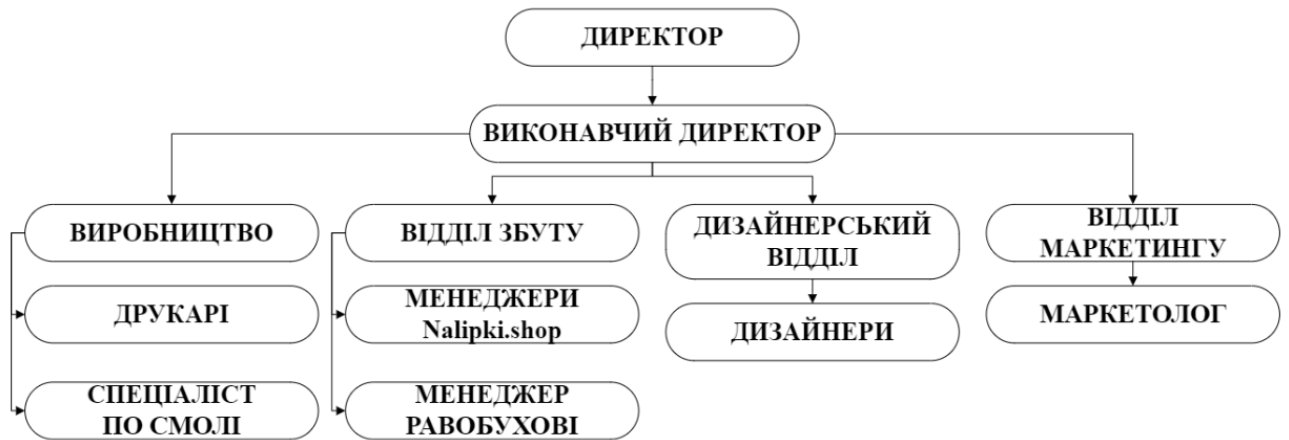 ДИРЕКТОР
ВИКОНАВЧИЙ ДИРЕКТОР
ВИРОБНИЦТВО
ДРУКАРІ
СПЕЦІАЛІСТ
ПО СМОЛІ
ВІДДІЛ ЗБУТУ
МЕНЕДЖЕРИ
Nalipki.shop
МЕНЕДЖЕР
РАВОБУХОВІ
ДИЗАЙНЕРСЬКИЙ
ВІДДІЛ
ДИЗАЙНЕРИ
ВІДДІЛ
МАРКЕТИНГУ
МАРКЕТОЛОГ